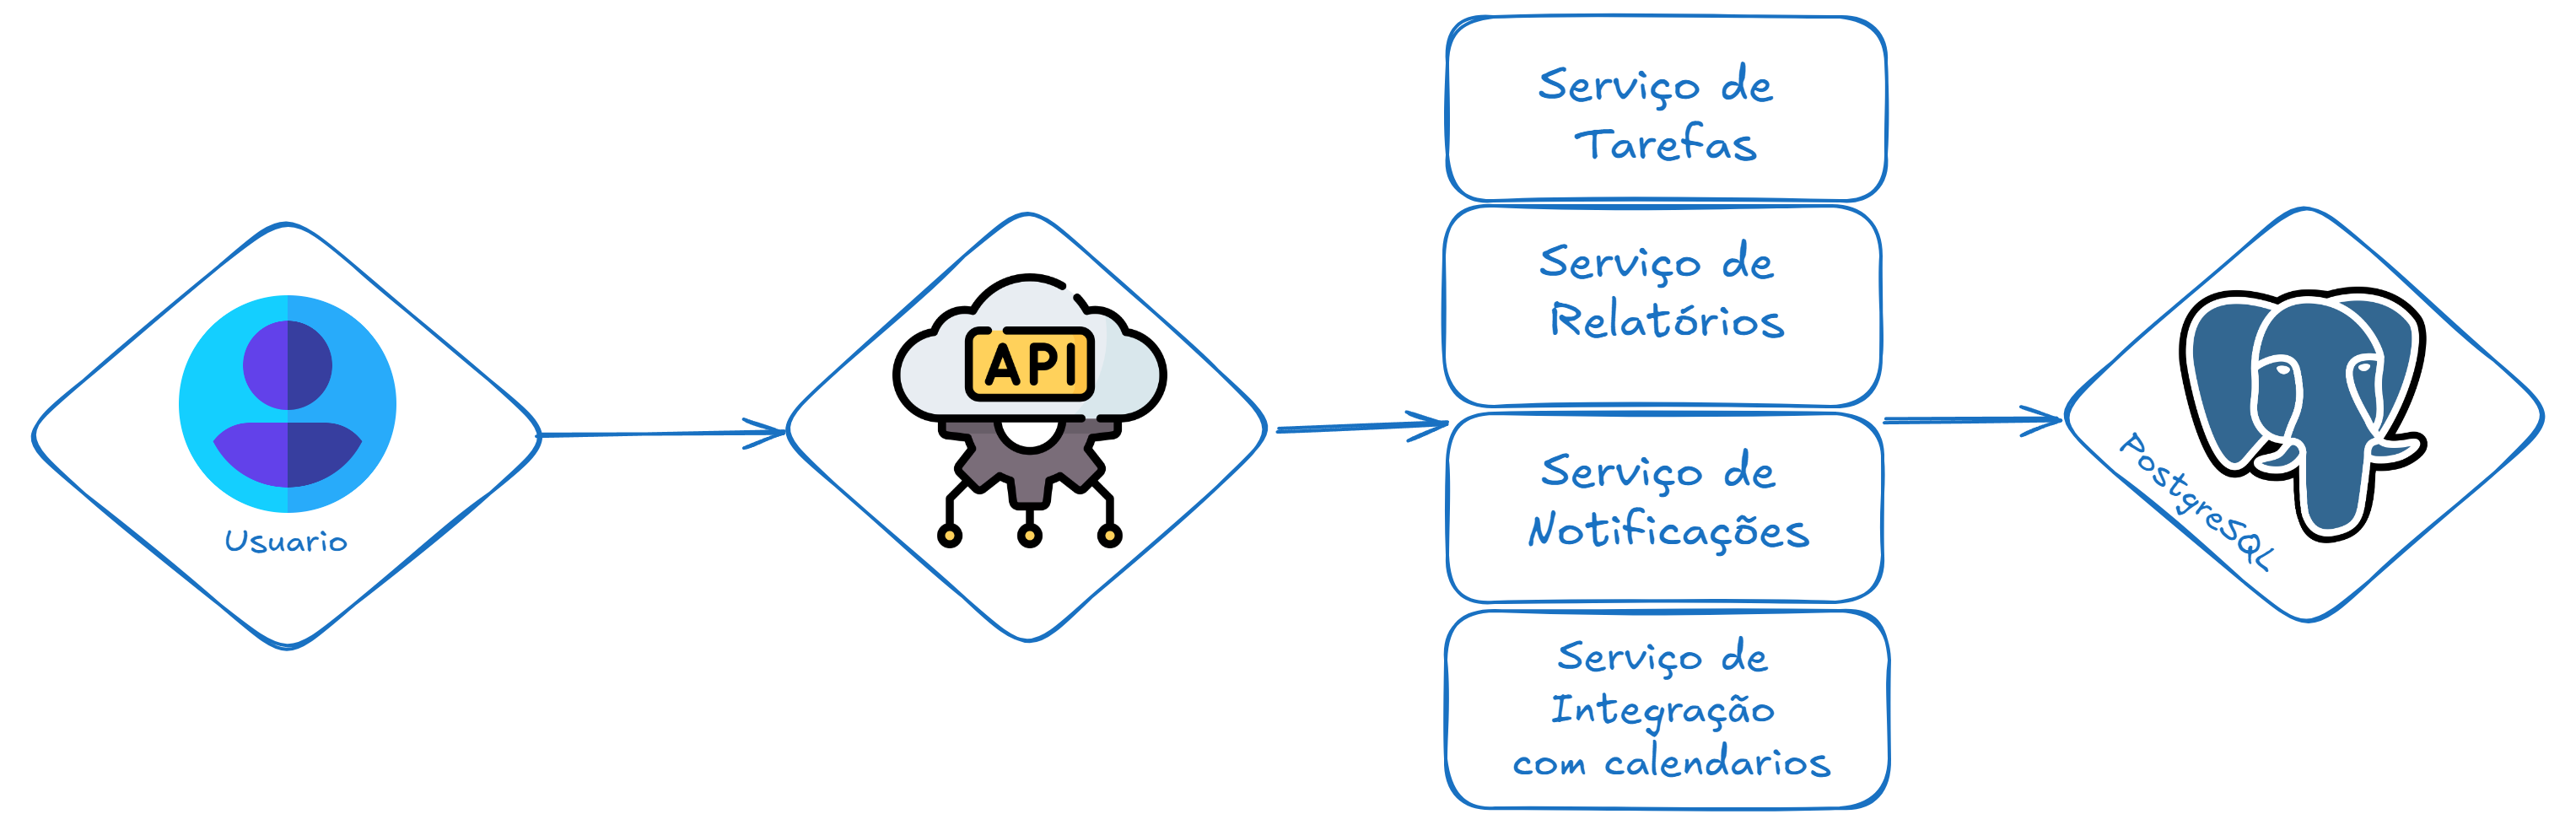 Usuario
API
Serviço de
Tarefas
Serviço de
Relatórios
Serviço de
Notificações
Serviço de
Integração
com calendarios
PostgreSQL